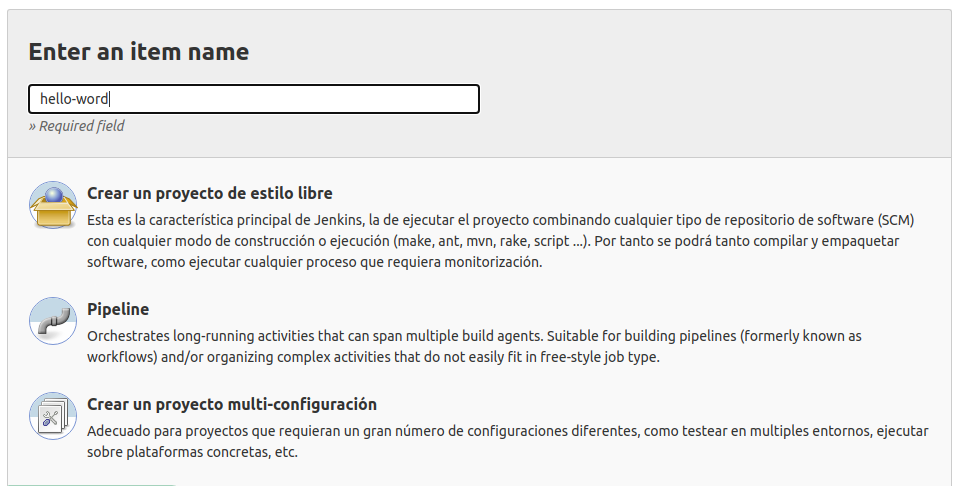 Enter an item name
hello-word
» Required field
Crear un proyecto de estilo libre
Esta es la característica principal de Jenkins, la de ejecutar el proyecto combinando cualquier tipo de repositorio de software (SCM)
con cualquier modo de construcción o ejecución (make, ant, mvn, rake, script ...). Por tanto se podrá tanto compilar y empaquetar
software, como ejecutar cualquier proceso que requiera monitorización.
Pipeline
Orchestrates long-running activities that can span multiple build agents. Suitable for building pipelines (formerly known as
workflows) and/or organizing complex activities that do not easily fit in free-style job type.
Crear un proyecto multi-configuración
Adecuado para proyectos que requieran un gran número de configuraciones diferentes, como testear en multiples entornos, ejecutar
sobre plataformas concretas, etc.